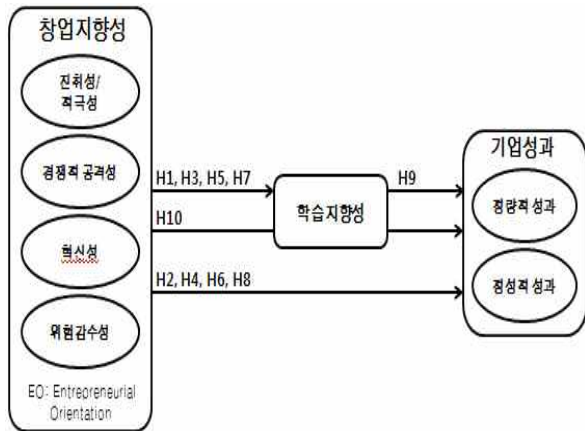 창업지향성
진취성/
적극성
경쟁적 공격성
혁신성
위험감수성
EO: Entrepreneurial
Orientation
H1, H3, H5, H7
H10
H2, H4, H6, H8
학습지향성
H9
기업성과
정량적 성과
정성적 성과